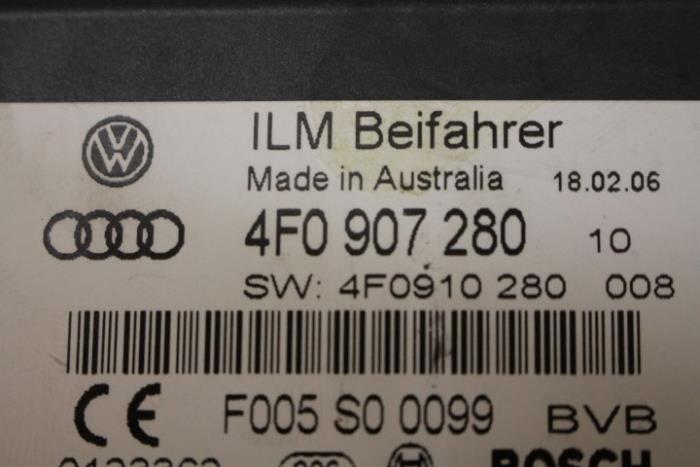 ILM Beifahrer
Made in Australia 18.02.06
4F0 907 280 10
SW: 4F0910 280 008
F005 S0 0099 BVB
BOSCH